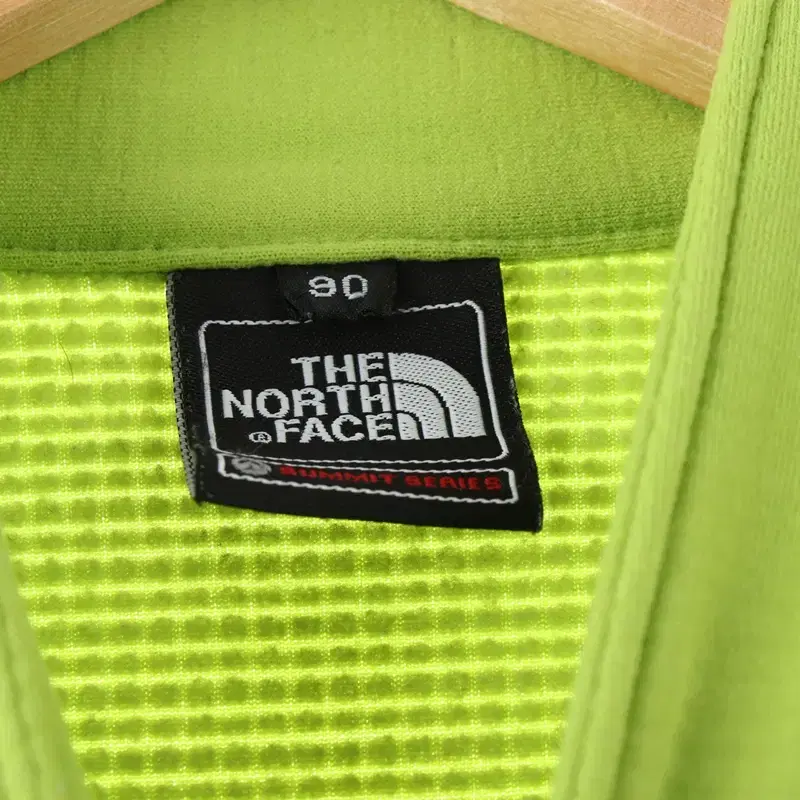 90
THE
NORTH
® FACE
SUMMIT SERIES